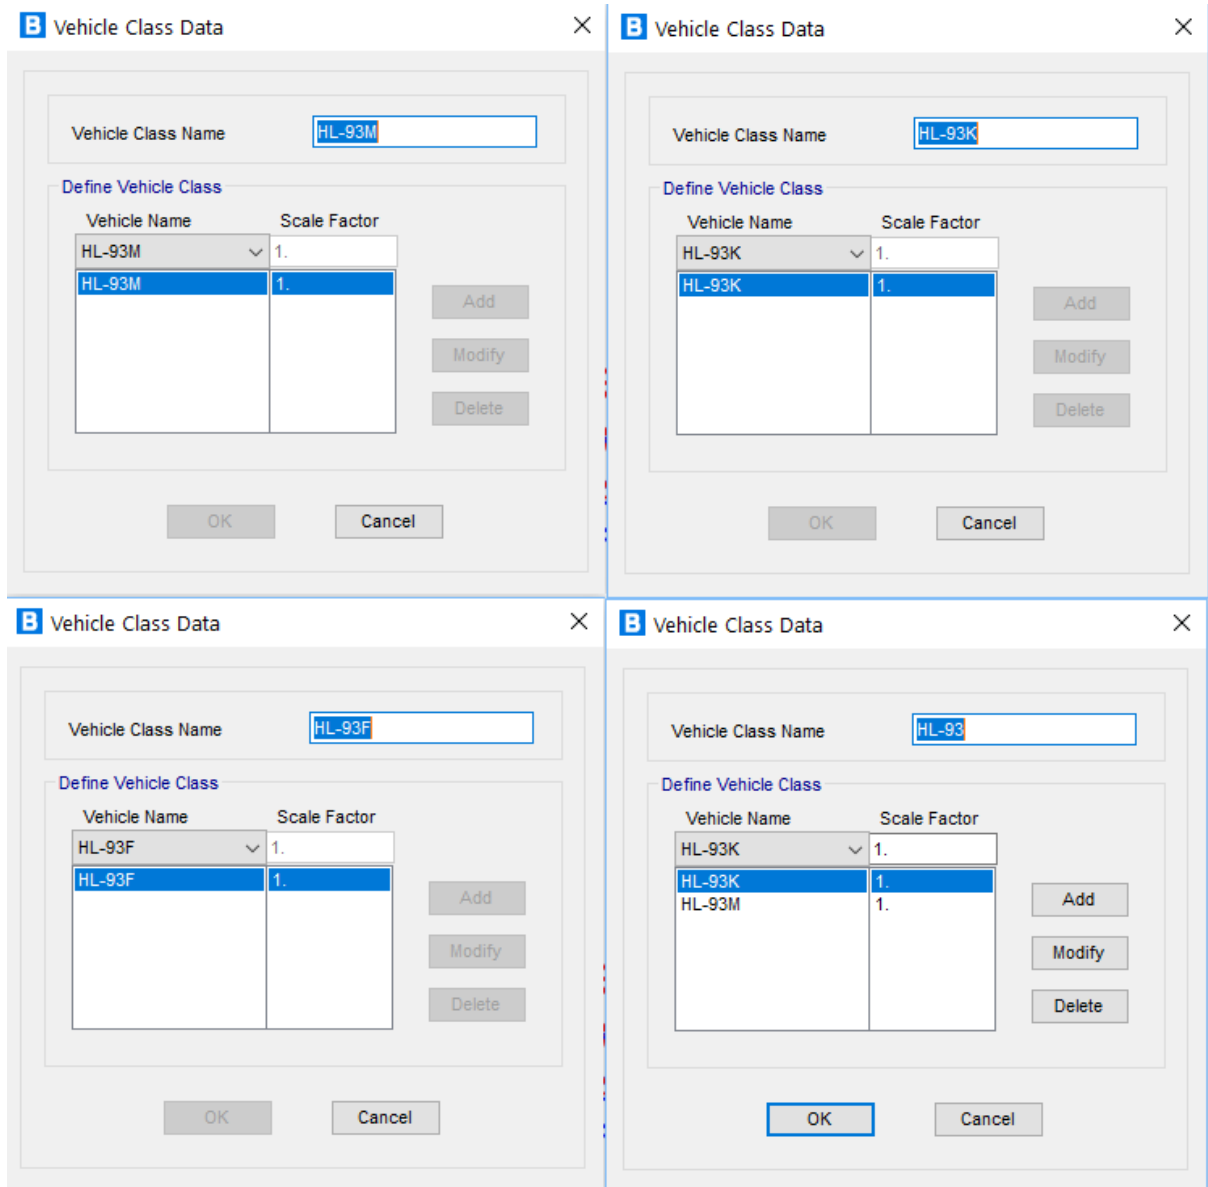 B Vehicle Class Data
Vehicle Class Name HL-93M
Define Vehicle Class
Vehicle Name Scale Factor
HL-93M 1.
HL-93M 1.
Add
Modify
Delete
OK Cancel
B Vehicle Class Data
Vehicle Class Name HL-93K
Define Vehicle Class
Vehicle Name Scale Factor
HL-93K 1.
HL-93K 1.
Add
Modify
Delete
OK Cancel
B Vehicle Class Data
Vehicle Class Name HL-93F
Define Vehicle Class
Vehicle Name Scale Factor
HL-93F 1.
HL-93F 1.
Add
Modify
Delete
OK Cancel
B Vehicle Class Data
Vehicle Class Name HL-93
Define Vehicle Class
Vehicle Name Scale Factor
HL-93K 1.
HL-93K 1.
HL-93M 1.
Add
Modify
Delete
OK Cancel